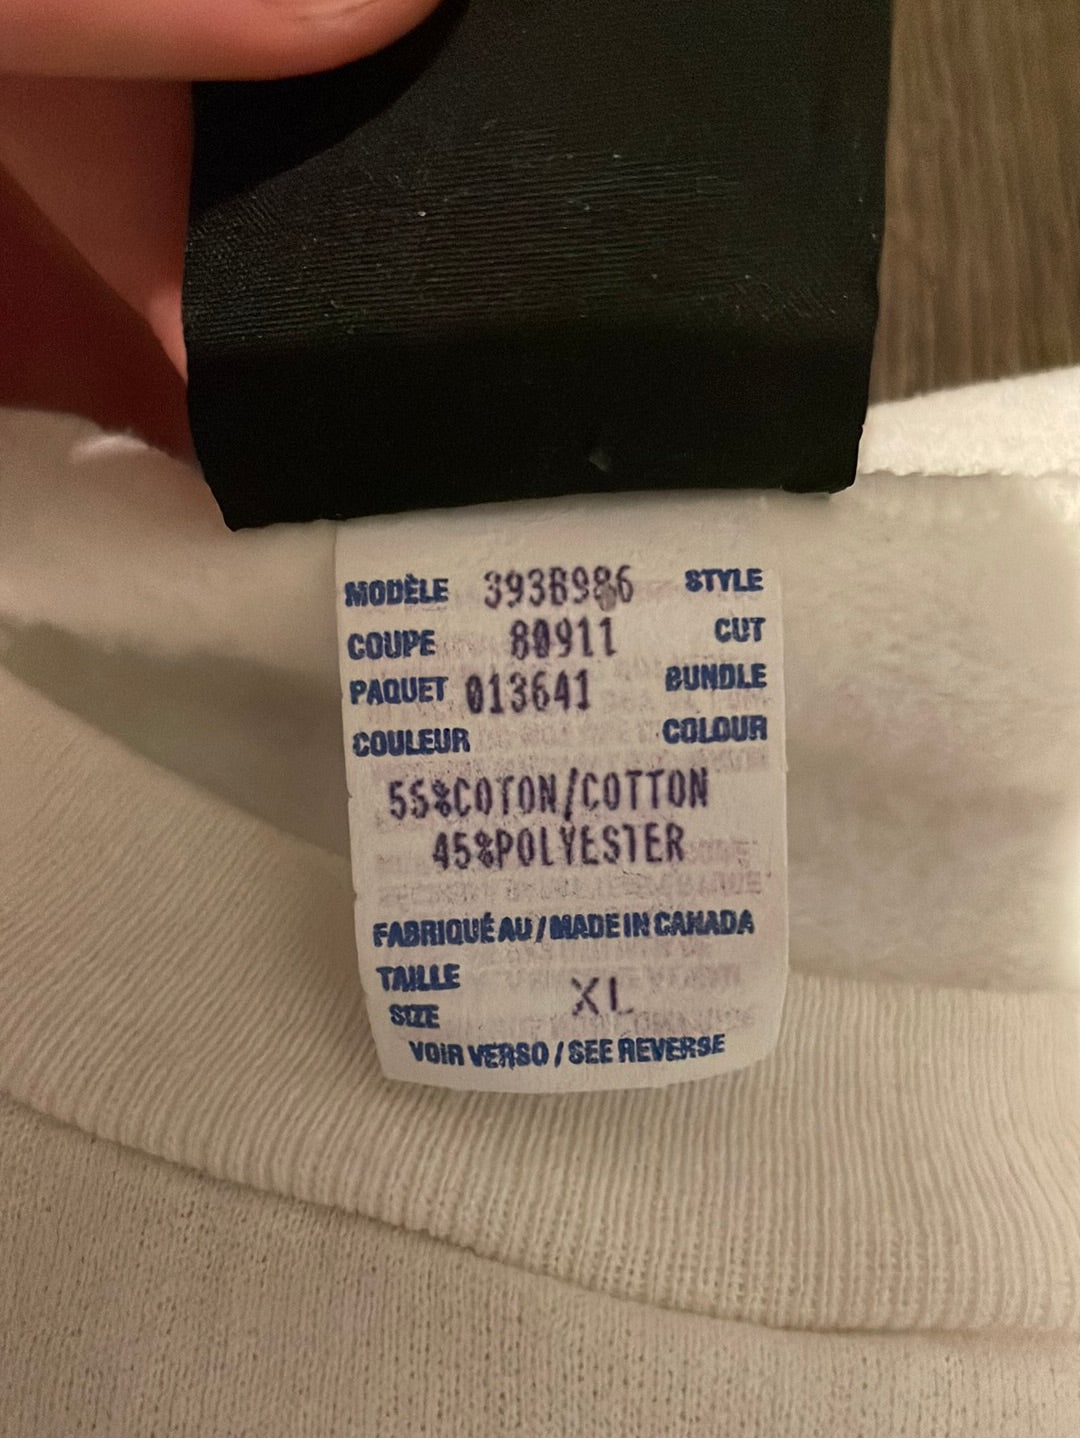 MODÈLE 393B986 STYLE
COUPE 80911 CUT
PAQUET 013641 BUNDLE
COULEUR COLOUR
55%COTON/COTTON
45%POLYESTER
FABRIQUÉ AU / MADE IN CANADA
TAILLE
SIZE XL
VOIR VERSO / SEE REVERSE